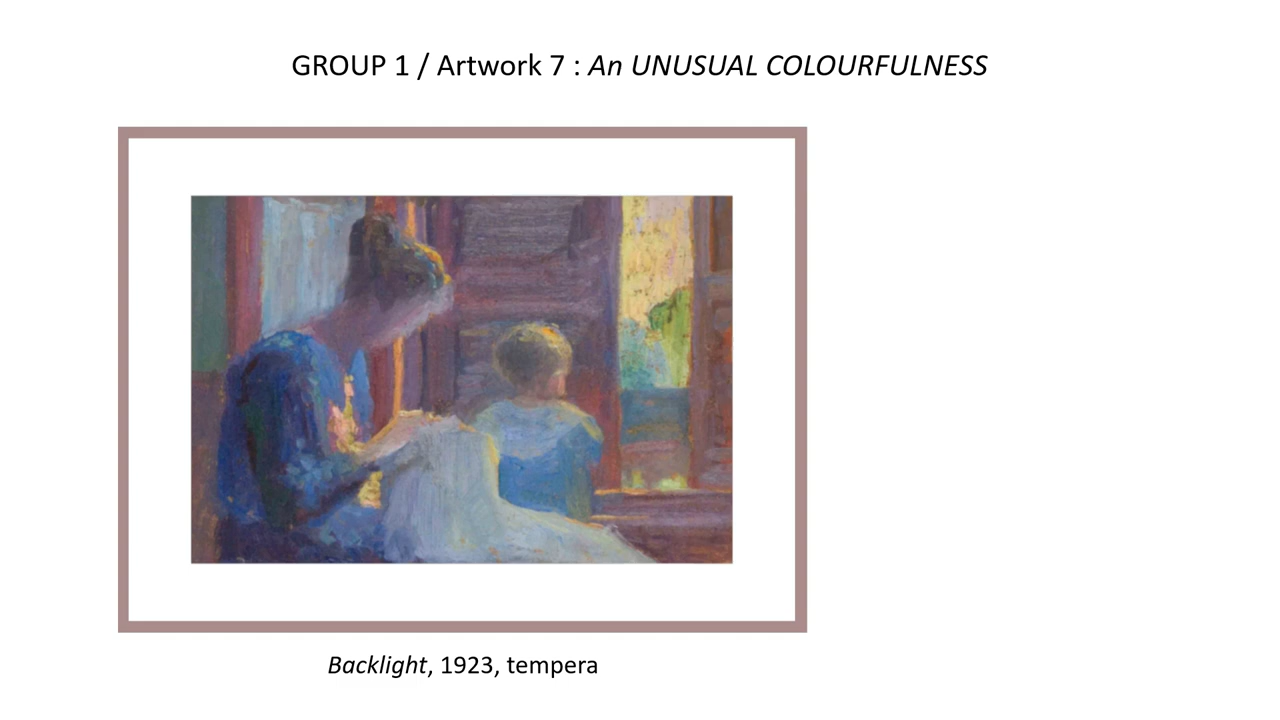 GROUP 1 / Artwork 7 : An UNUSUAL COLOURFULNESS
Backlight, 1923, tempera